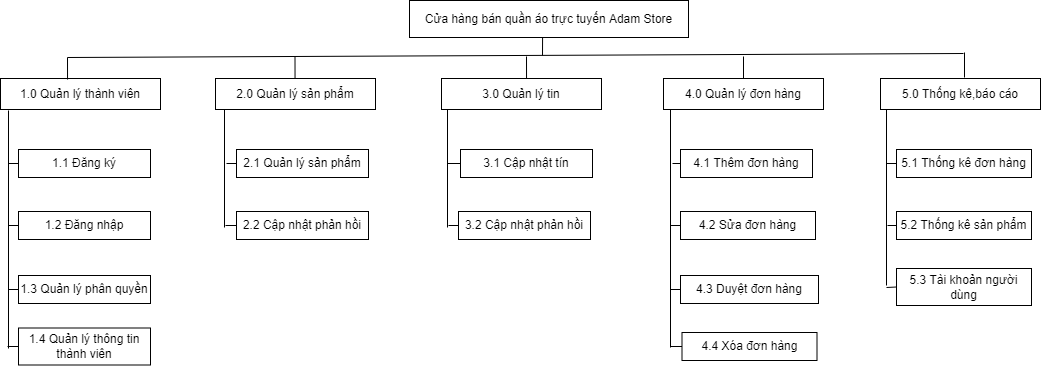 Cửa hàng bán quần áo trực tuyến Adam Store
1.0 Quản lý thành viên
2.0 Quản lý sản phẩm
3.0 Quản lý tin
4.0 Quản lý đơn hàng
5.0 Thống kê,báo cáo
1.1 Đăng ký
2.1 Quản lý sản phẩm
3.1 Cập nhật tín
4.1 Thêm đơn hàng
5.1 Thống kê đơn hàng
1.2 Đăng nhập
2.2 Cập nhật phản hồi
3.2 Cập nhật phản hồi
4.2 Sửa đơn hàng
5.2 Thống kê sản phẩm
1.3 Quản lý phân quyền
4.3 Duyệt đơn hàng
5.3 Tài khoản người
dùng
1.4 Quản lý thông tin
thành viên
4.4 Xóa đơn hàng